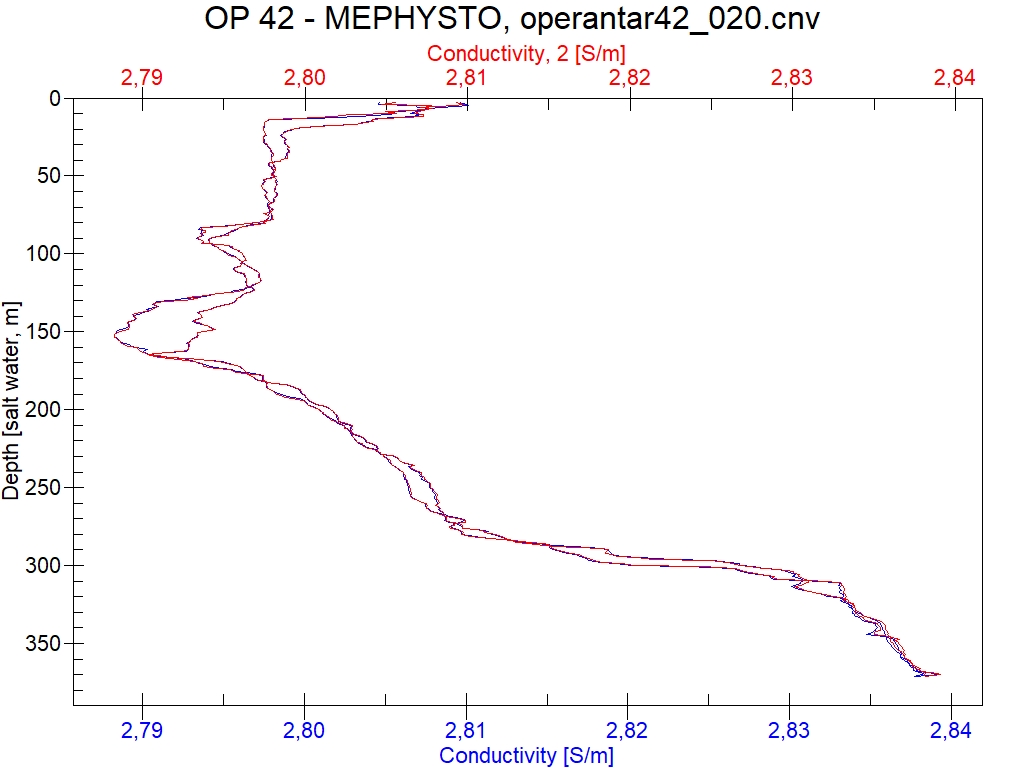 OP 42 - MEPHYSTO, operantar42_020.cnv
Conductivity, 2 [S/m]
2,79 2,80 2,81 2,82 2,83 2,84
0
50
100
150
200
250
300
350
Depth [salt water, m]
2,79 2,80 2,81 2,82 2,83 2,84
Conductivity [S/m]